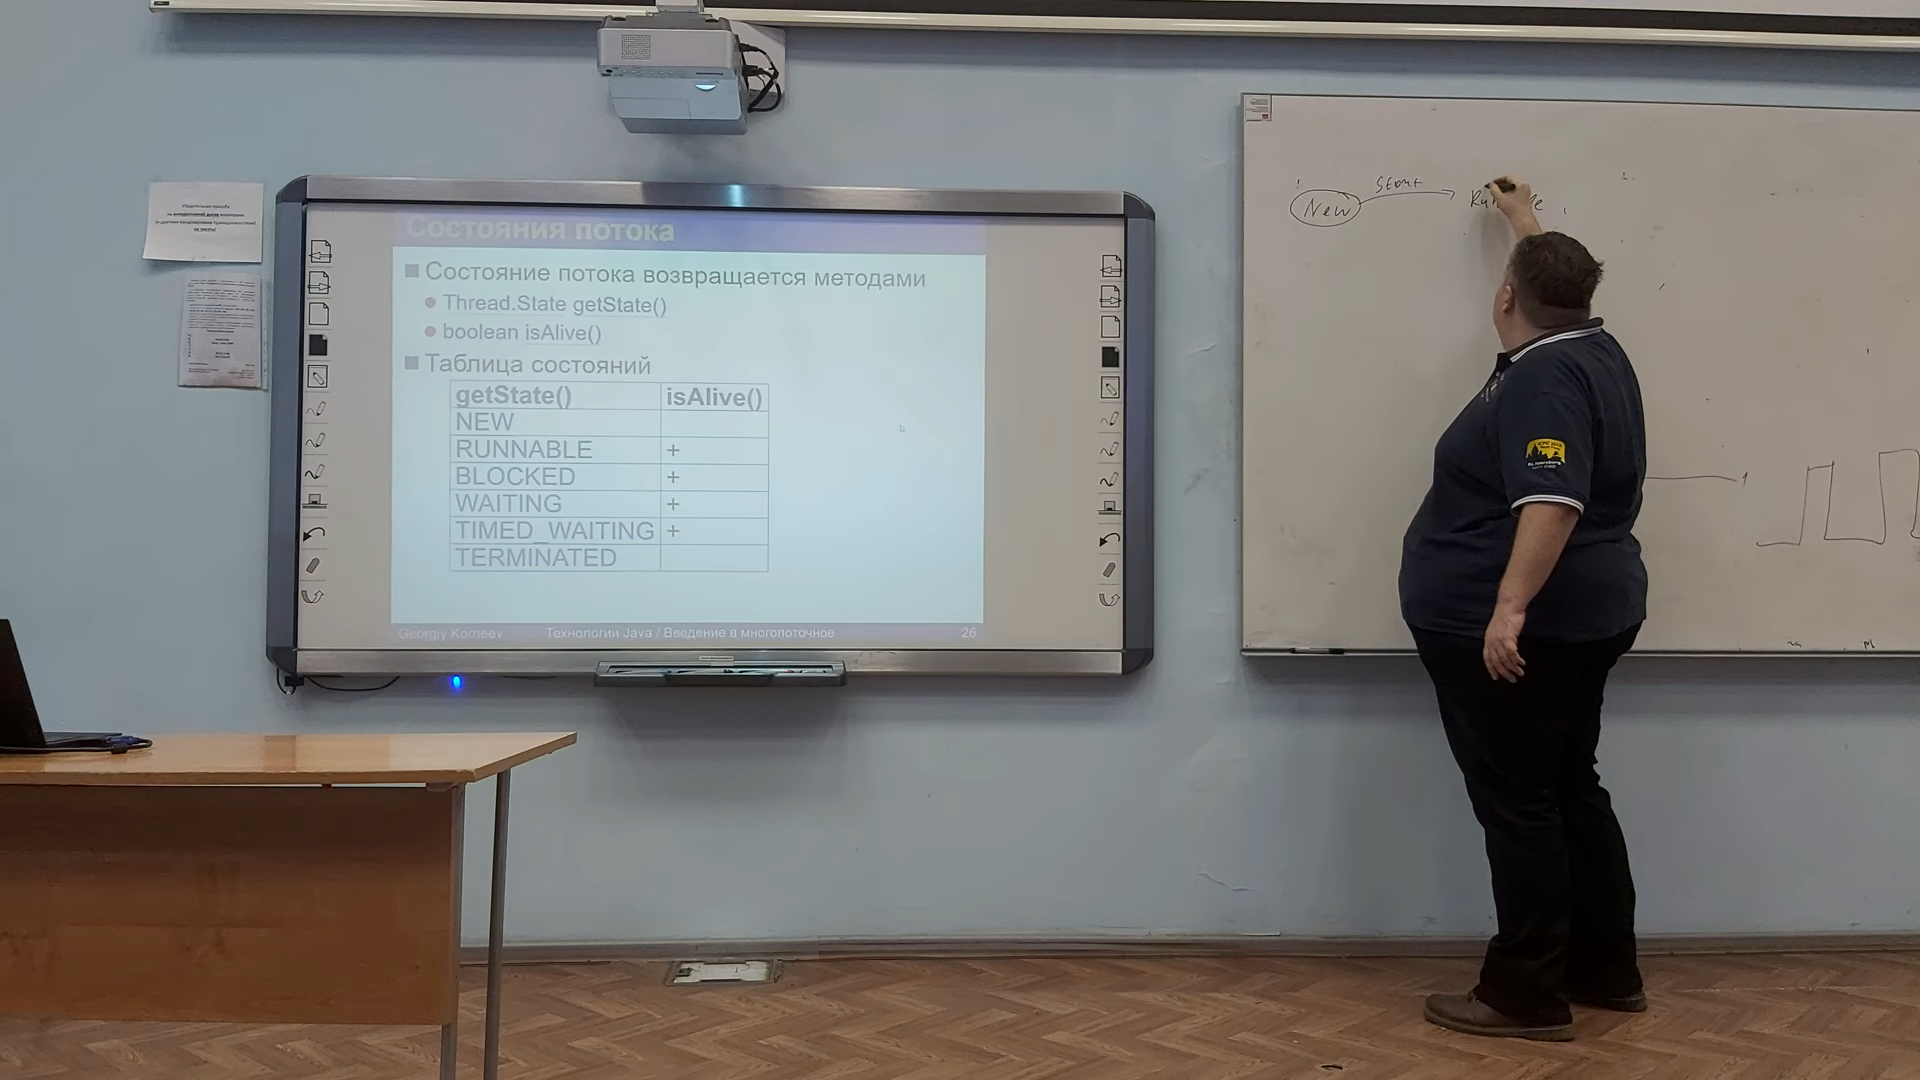 Состояния потока
Состояние потока возвращается методами
Thread.State getState()
boolean isAlive()
Таблица состояний
getState() isAlive()
NEW
RUNNABLE +
BLOCKED +
WAITING +
TIMED_WAITING +
TERMINATED
Georgiy Korneev Технологии Java / Введение в многопоточное 26
New
Start
1